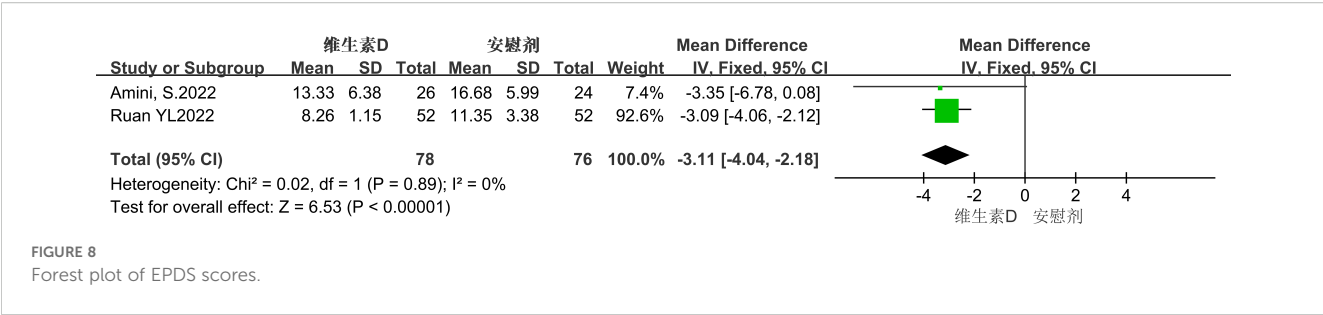 维生素D 安慰剂 Mean Difference Mean Difference
Study or Subgroup Mean SD Total Mean SD Total Weight IV, Fixed, 95% CI IV, Fixed, 95% CI
Amini, S.2022 13.33 6.38 26 16.68 5.99 24 7.4% -3.35 [-6.78, 0.08]
Ruan YL2022 8.26 1.15 52 11.35 3.38 52 92.6% -3.09 [-4.06, -2.12]
Total (95% CI) 78 76 100.0% -3.11 [-4.04, -2.18]
Heterogeneity: Chi² = 0.02, df = 1 (P = 0.89); I² = 0%
Test for overall effect: Z = 6.53 (P < 0.00001)
-4 -2 0 2 4
维生素D 安慰剂
FIGURE 8
Forest plot of EPDS scores.